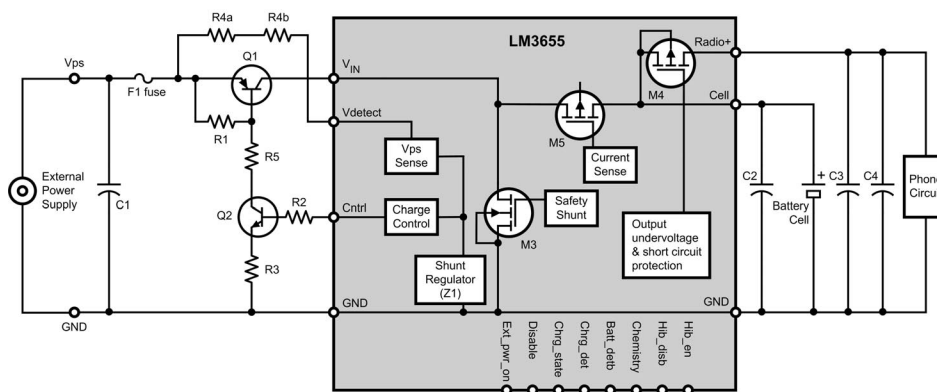 R4a
R4b
LM3655
Radio+
Vps
Q1
VIN
M4
F1 fuse
Cell
Vdetect
M5
R1
Vps
Sense
R5
Current
Sense
External
Power
Supply
C1
C2
+
C3
C4
Phone
Circuit
Battery
Cell
Q2
R2
Cntrl
Charge
Control
Safety
Shunt
M3
Output
undervoltage
& short circuit
protection
R3
Shunt
Regulator
(Z1)
GND
GND
GND
Ext_pwr_on
Disable
Chrg_state
Chrg_det
Batt_detb
Chemistry
Hib_disb
Hib_en